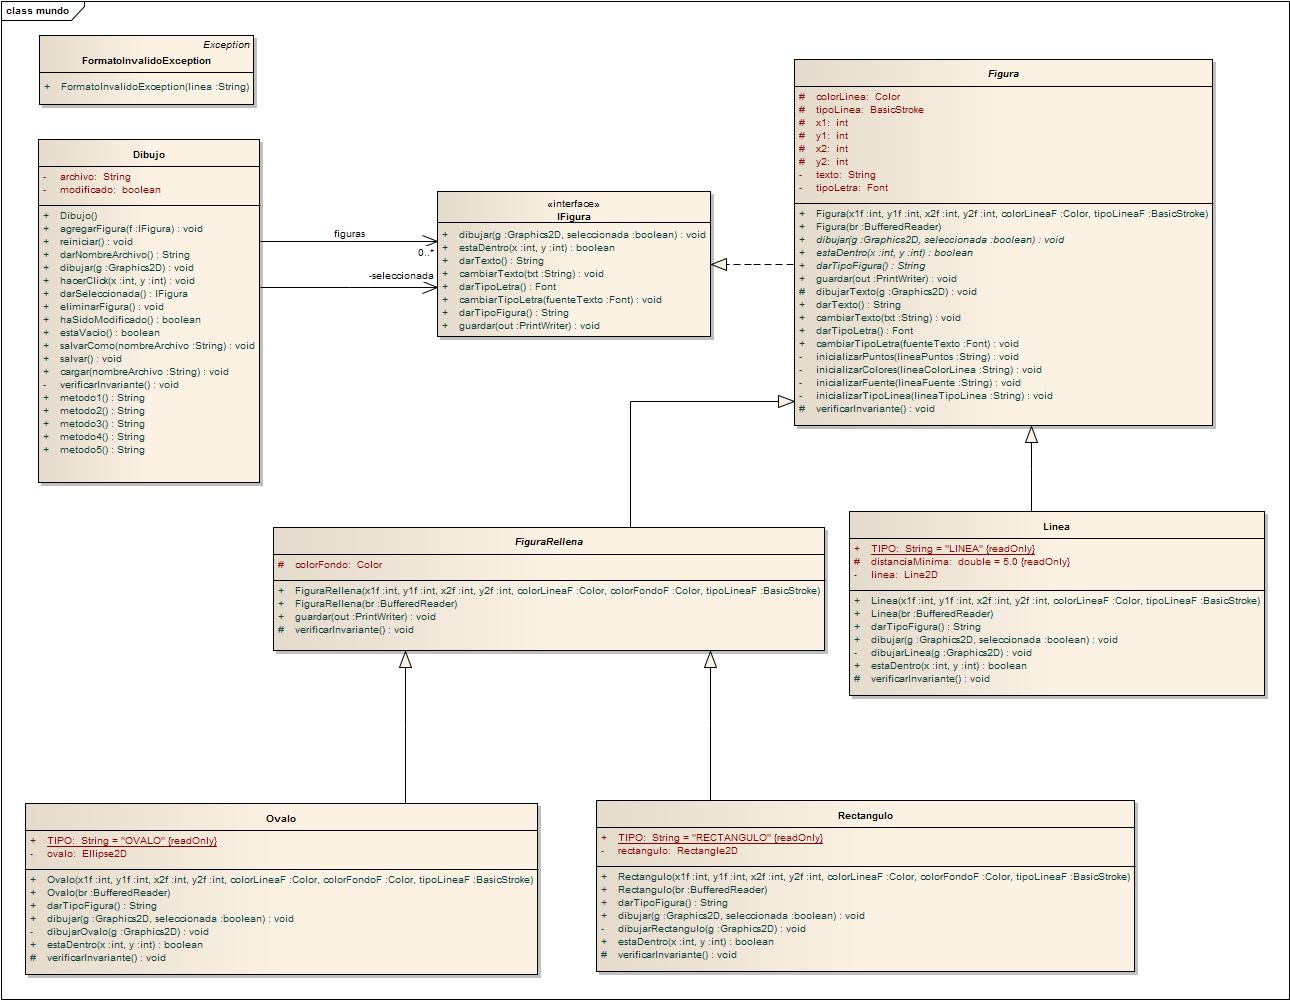 class mundo
Exception
FormatoInvalidoException
+ FormatoInvalidoException(linea :String)
Dibujo
- archivo: String
- modificado: boolean
+ Dibujo()
+ agregarFigura(f :IFigura) : void
+ reiniciar() : void
+ darNombreArchivo() : String
+ dibujar(g :Graphics2D) : void
+ hacerClick(x :int, y :int) : void
+ darSeleccionada() : IFigura
+ eliminarFigura() : void
+ haSidoModificado() : boolean
+ estaVacio() : boolean
+ salvarComo(nombreArchivo :String) : void
+ salvar() : void
+ cargar(nombreArchivo :String) : void
- verificarInvariante() : void
+ metodo1() : String
+ metodo2() : String
+ metodo3() : String
+ metodo4() : String
+ metodo5() : String
figuras
0..*
-seleccionada
«interface»
IFigura
+ dibujar(g :Graphics2D, seleccionada :boolean) : void
+ estaDentro(x :int, y :int) : boolean
+ darTexto() : String
+ cambiarTexto(txt :String) : void
+ darTipoLetra() : Font
+ cambiarTipoLetra(fuenteTexto :Font) : void
+ darTipoFigura() : String
+ guardar(out :PrintWriter) : void
Figura
# colorLinea: Color
# tipoLinea: BasicStroke
# x1: int
# y1: int
# x2: int
# y2: int
- texto: String
- tipoLetra: Font
+ Figura(x1f :int, y1f :int, x2f :int, y2f :int, colorLineaF :Color, tipoLineaF :BasicStroke)
+ Figura(br :BufferedReader)
+ dibujar(g :Graphics2D, seleccionada :boolean) : void
+ estaDentro(x :int, y :int) : boolean
+ darTipoFigura() : String
+ guardar(out :PrintWriter) : void
# dibujarTexto(g :Graphics2D) : void
+ darTexto() : String
+ cambiarTexto(txt :String) : void
+ darTipoLetra() : Font
+ cambiarTipoLetra(fuenteTexto :Font) : void
- inicializarPuntos(lineaPuntos :String) : void
- inicializarColores(lineaColorLinea :String) : void
- inicializarFuente(lineaFuente :String) : void
- inicializarTipoLinea(lineaTipoLinea :String) : void
# verificarInvariante() : void
FiguraRellena
# colorFondo: Color
+ FiguraRellena(x1f :int, y1f :int, x2f :int, y2f :int, colorLineaF :Color, colorFondoF :Color, tipoLineaF :BasicStroke)
+ FiguraRellena(br :BufferedReader)
+ guardar(out :PrintWriter) : void
# verificarInvariante() : void
Linea
+ TIPO: String = "LINEA" {readOnly}
# distanciaMinima: double = 5.0 {readOnly}
- linea: Line2D
+ Linea(x1f :int, y1f :int, x2f :int, y2f :int, colorLineaF :Color, tipoLineaF :BasicStroke)
+ Linea(br :BufferedReader)
+ darTipoFigura() : String
+ dibujar(g :Graphics2D, seleccionada :boolean) : void
- dibujarLinea(g :Graphics2D) : void
+ estaDentro(x :int, y :int) : boolean
# verificarInvariante() : void
Ovalo
+ TIPO: String = "OVALO" {readOnly}
- ovalo: Ellipse2D
+ Ovalo(x1f :int, y1f :int, x2f :int, y2f :int, colorLineaF :Color, colorFondoF :Color, tipoLineaF :BasicStroke)
+ Ovalo(br :BufferedReader)
+ darTipoFigura() : String
+ dibujar(g :Graphics2D, seleccionada :boolean) : void
- dibujarOvalo(g :Graphics2D) : void
+ estaDentro(x :int, y :int) : boolean
# verificarInvariante() : void
Rectangulo
+ TIPO: String = "RECTANGULO" {readOnly}
- rectangulo: Rectangle2D
+ Rectangulo(x1f :int, y1f :int, x2f :int, y2f :int, colorLineaF :Color, colorFondoF :Color, tipoLineaF :BasicStroke)
+ Rectangulo(br :BufferedReader)
+ darTipoFigura() : String
+ dibujar(g :Graphics2D, seleccionada :boolean) : void
- dibujarRectangulo(g :Graphics2D) : void
+ estaDentro(x :int, y :int) : boolean
# verificarInvariante() : void